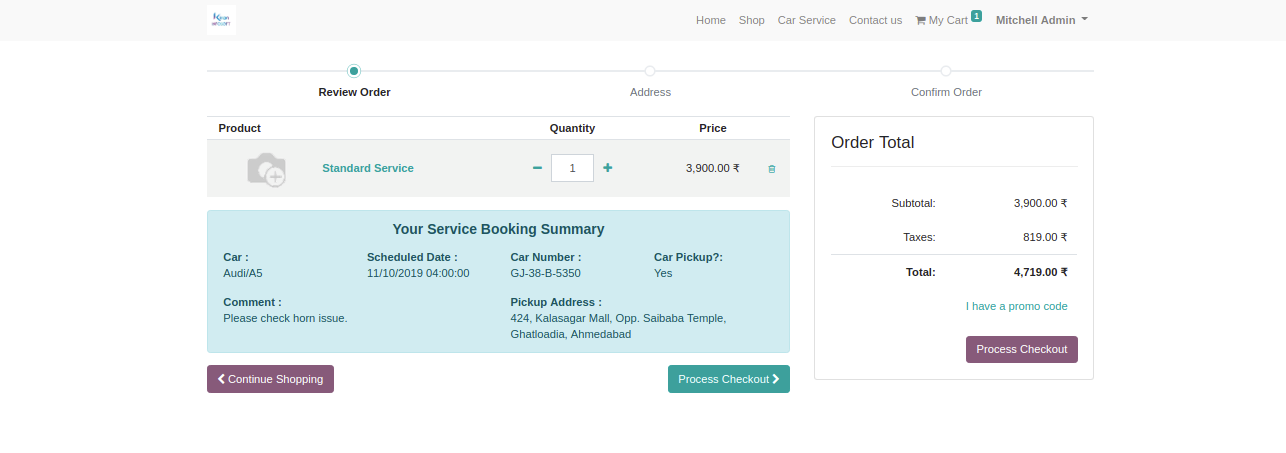 Home Shop Car Service Contact us My Cart 1 Mitchell Admin
Review Order Address Confirm Order
Product Quantity Price
Standard Service 1 3,900.00 ₹
Your Service Booking Summary
Car : Scheduled Date : Car Number : Car Pickup?:
Audi/A5 11/10/2019 04:00:00 GJ-38-B-5350 Yes
Comment : Pickup Address :
Please check horn issue. 424, Kalasagar Mall, Opp. Saibaba Temple,
Ghatloadia, Ahmedabad
Continue Shopping Process Checkout
Order Total
Subtotal: 3,900.00 ₹
Taxes: 819.00 ₹
Total: 4,719.00 ₹
I have a promo code
Process Checkout